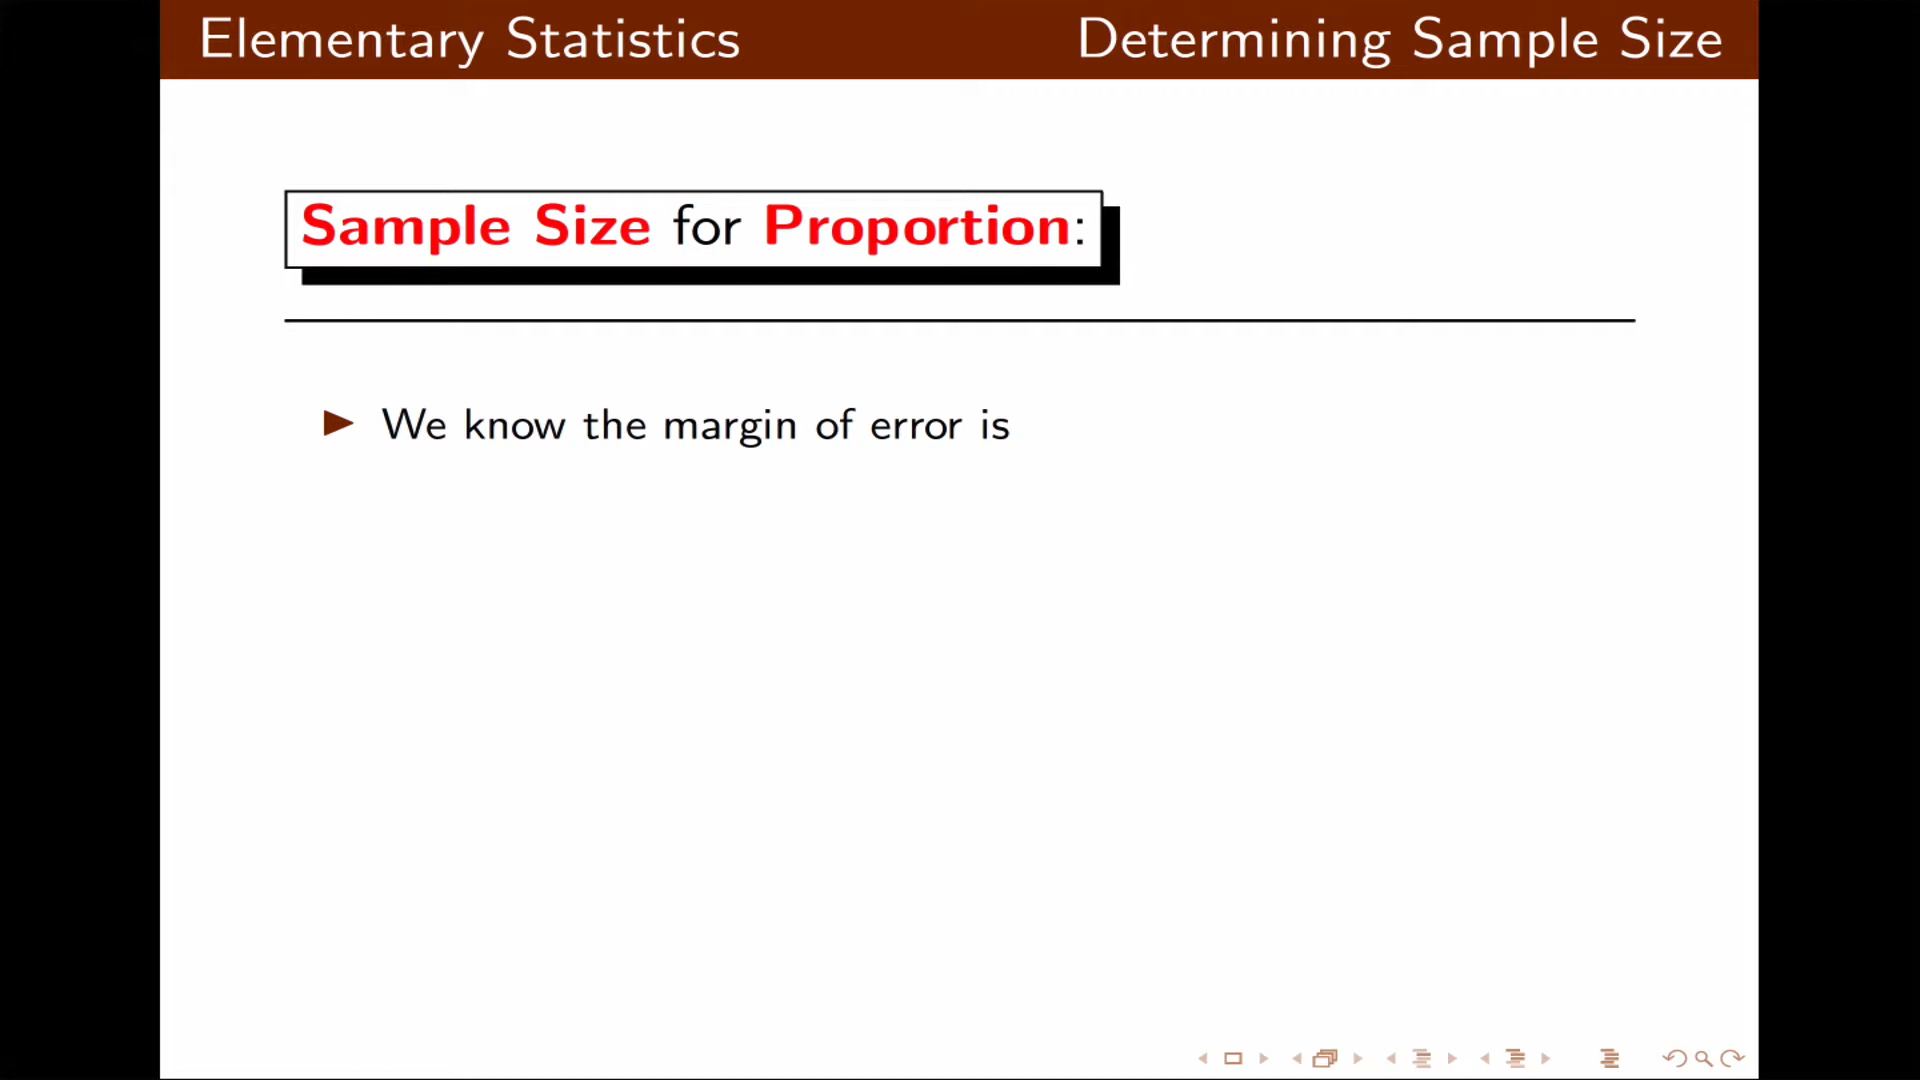 Elementary Statistics
Determining Sample Size
Sample Size for Proportion:
We know the margin of error is